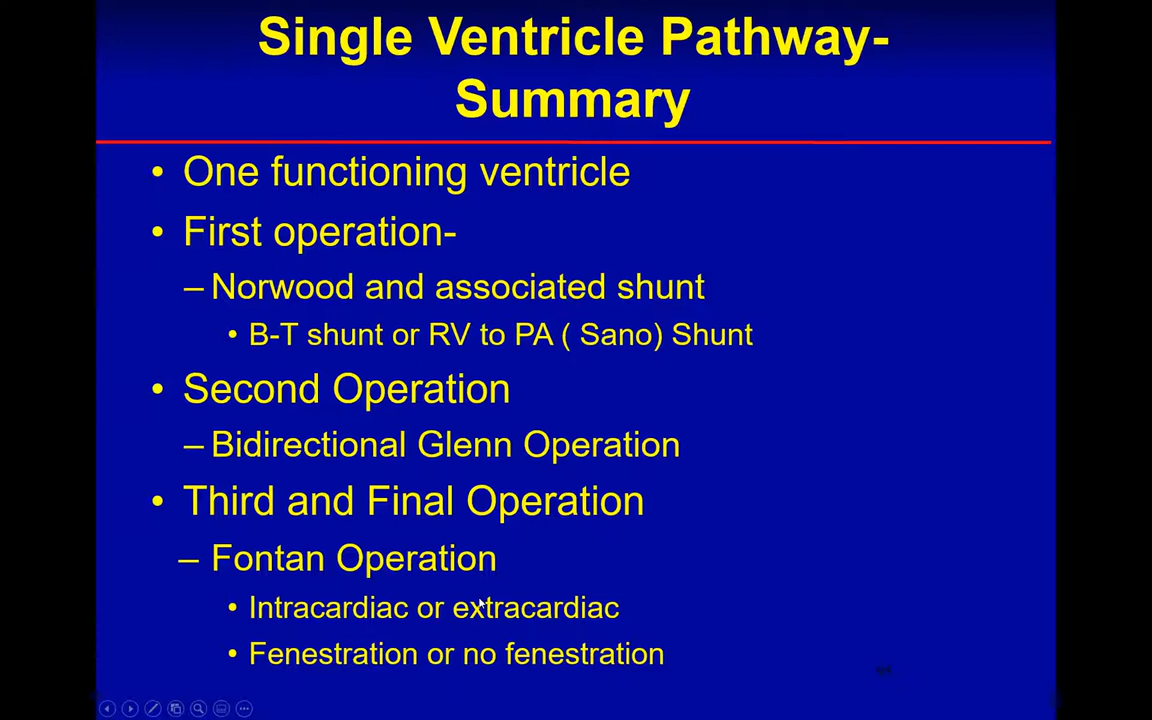 Single Ventricle Pathway-
Summary
• One functioning ventricle
• First operation-
– Norwood and associated shunt
• B-T shunt or RV to PA ( Sano) Shunt
• Second Operation
– Bidirectional Glenn Operation
• Third and Final Operation
– Fontan Operation
• Intracardiac or extracardiac
• Fenestration or no fenestration